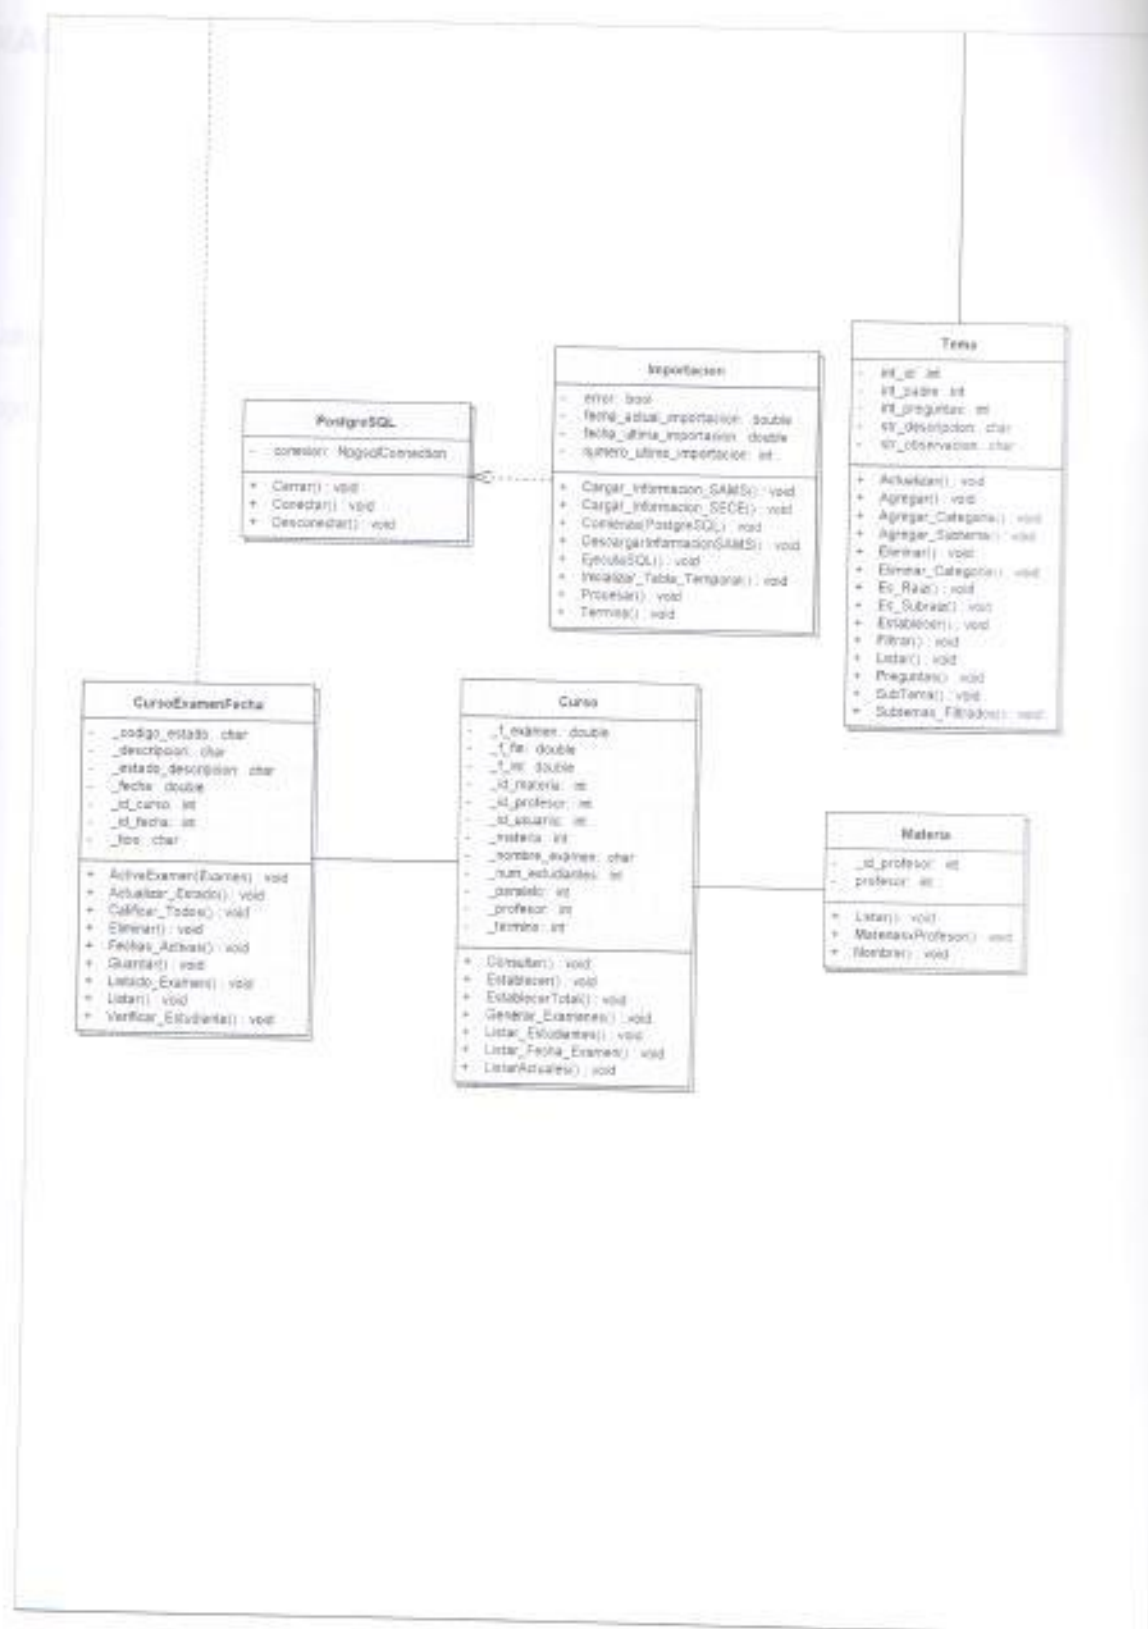 PostgreSQL
- conexion: NpgsqlConnection
+ Cerrar() : void
+ Conectar() : void
+ Desconectar() : void
Importacion
- error: bool
- fecha_actual_importacion: double
- fecha_ultima_importacion: double
- numero_ultima_importacion: int
+ Cargar_Informacion_SAMS() : void
+ Cargar_Informacion_SECE() : void
+ Comienza(PostgreSQL) : void
+ DescargarInformacionSAMS() : void
+ EjecutaSQL() : void
+ Inicializar_Tabla_Temporal() : void
+ Procesar() : void
+ Termina() : void
Tema
- int_id: int
- int_padre: int
- int_preguntas: int
- str_descripcion: char
- str_observacion: char
+ Actualizar() : void
+ Agregar() : void
+ Agregar_Categoria() : void
+ Agregar_Subtema() : void
+ Eliminar() : void
+ Eliminar_Categoria() : void
+ Es_Raiz() : void
+ Es_Subraiz() : void
+ Establecer() : void
+ Filtrar() : void
+ Listar() : void
+ Preguntas() : void
+ SubTema() : void
+ Subtemas_Filtrados() : void
CursoExamenFecha
- _codigo_estado: char
- _descripcion: char
- _estado_descripcion: char
- _fecha: double
- _id_curso: int
- _id_fecha: int
- _tipo: char
+ ActiveExamen(Examen) : void
+ Actualizar_Estado() : void
+ Calificar_Todos() : void
+ Eliminar() : void
+ Fechas_Activas() : void
+ Guardar() : void
+ Listado_Examen() : void
+ Listar() : void
+ Verificar_Estudiante() : void
Curso
- _f_examen: double
- _f_fin: double
- _f_ini: double
- _id_materia: int
- _id_profesor: int
- _id_usuario: int
- _materia: int
- _nombre_examen: char
- _num_estudiantes: int
- _paralelo: int
- _profesor: int
- _termino: int
+ Consultar() : void
+ Establecer() : void
+ EstablecerTotal() : void
+ Generar_Examenes() : void
+ Listar_Estudiantes() : void
+ Listar_Fecha_Examen() : void
+ ListarActuales() : void
Materia
- _id_profesor: int
- profesor: int
+ Listar() : void
+ MateriasxProfesor() : void
+ Nombre() : void